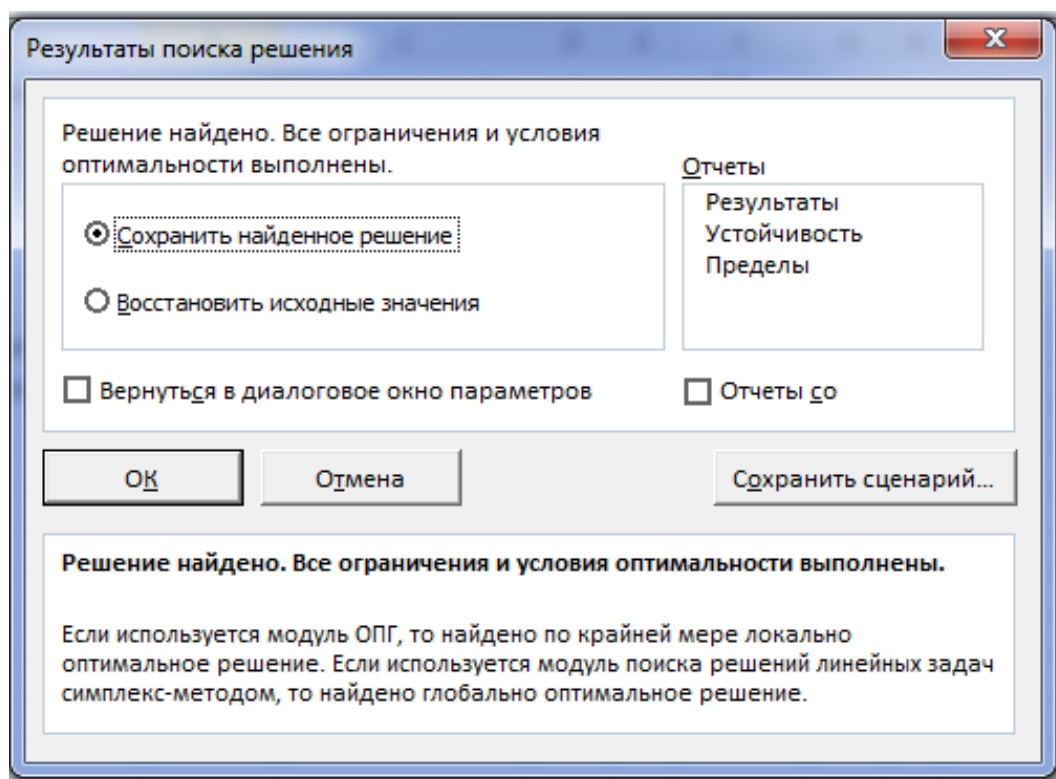 Результаты поиска решения
Решение найдено. Все ограничения и условия
оптимальности выполнены.
Отчеты
Результаты
Устойчивость
Пределы
Сохранить найденное решение
Восстановить исходные значения
Вернуться в диалоговое окно параметров
Отчеты со
ОК
Отмена
Сохранить сценарий...
Решение найдено. Все ограничения и условия оптимальности выполнены.
Если используется модуль ОПГ, то найдено по крайней мере локально
оптимальное решение. Если используется модуль поиска решений линейных задач
симплекс-методом, то найдено глобально оптимальное решение.